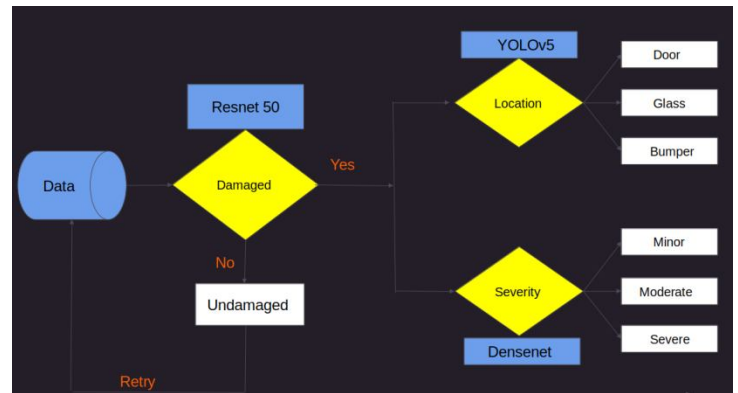 YOLOv5
Door
Resnet 50
Location
Glass
Yes
Bumper
Data
Damaged
No
Minor
Undamaged
Severity
Moderate
Densenet
Severe
Retry